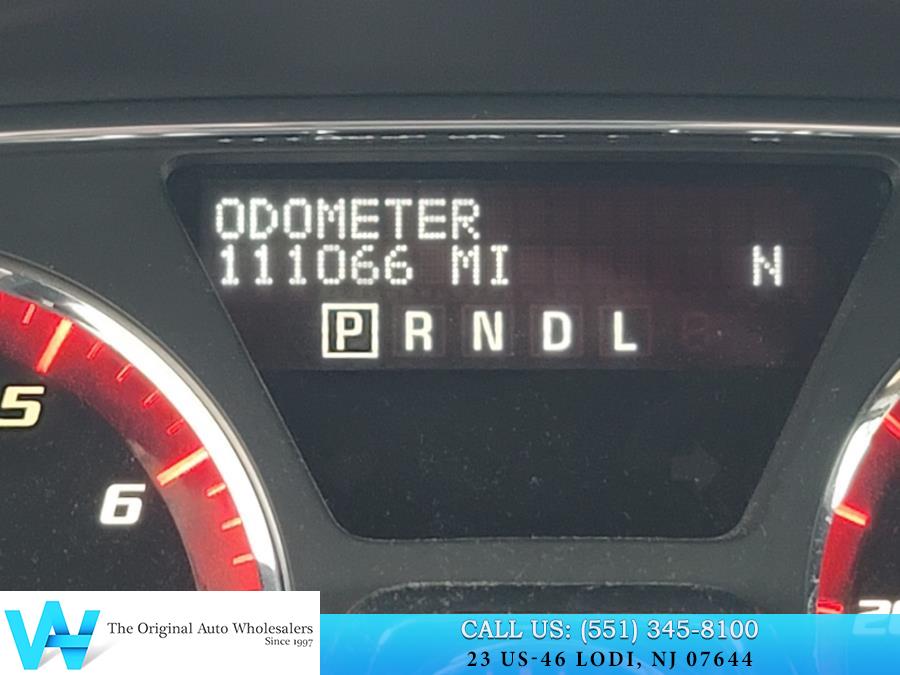 ODOMETER
111066 MI N
P R N D L
5
6
20
The Original Auto Wholesalers
Since 1997
CALL US: (551) 345-8100
23 US-46 LODI, NJ 07644